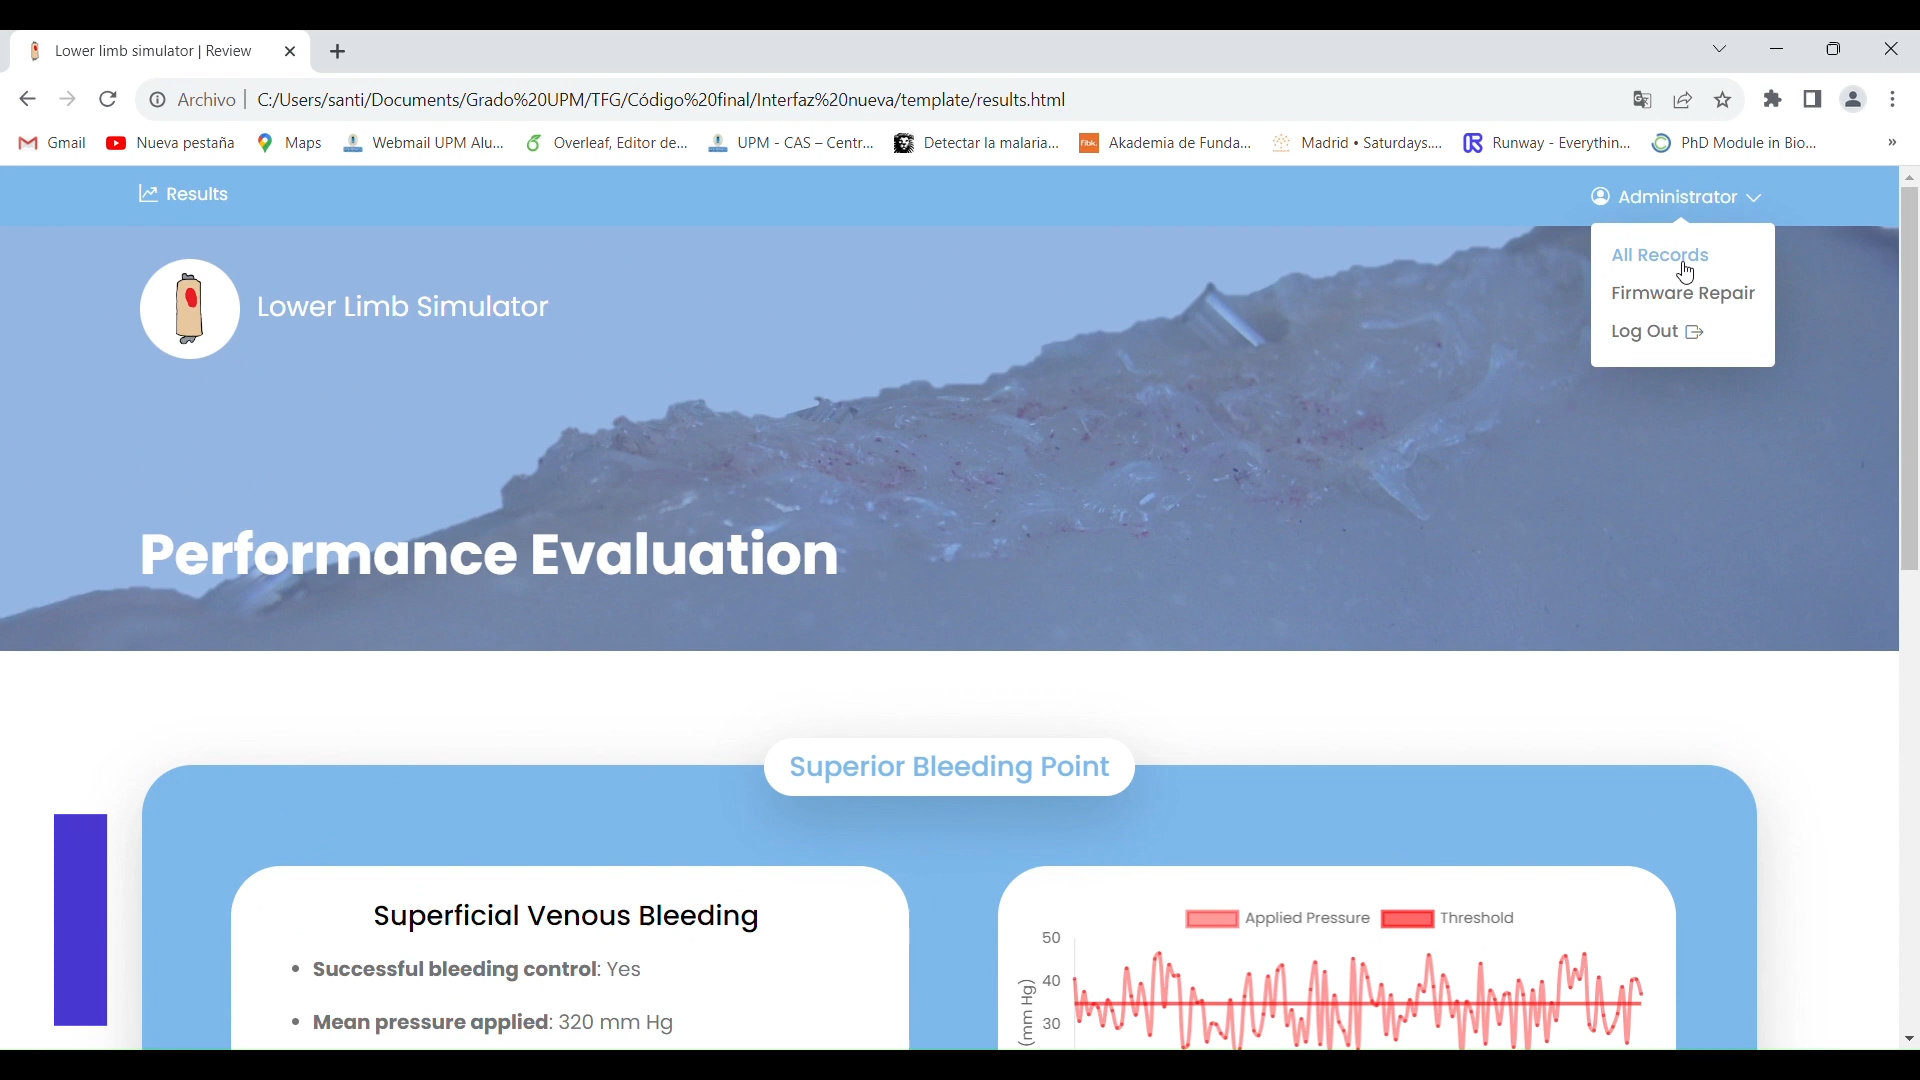 Lower limb simulator | Review
Archivo | C:/Users/santi/Documents/Grado%20UPM/TFG/Código%20final/Interfaz%20nueva/template/results.html
Gmail Nueva pestaña Maps Webmail UPM Alu... Overleaf, Editor de... UPM - CAS – Centr... Detectar la malaria... Akademia de Funda... Madrid • Saturdays.... Runway - Everythin... PhD Module in Bio... »
Results
Administrator
All Records
Firmware Repair
Log Out
Lower Limb Simulator
Performance Evaluation
Superior Bleeding Point
Superficial Venous Bleeding
• Successful bleeding control: Yes
• Mean pressure applied: 320 mm Hg
Applied Pressure Threshold
50
40
30
(mm Hg)